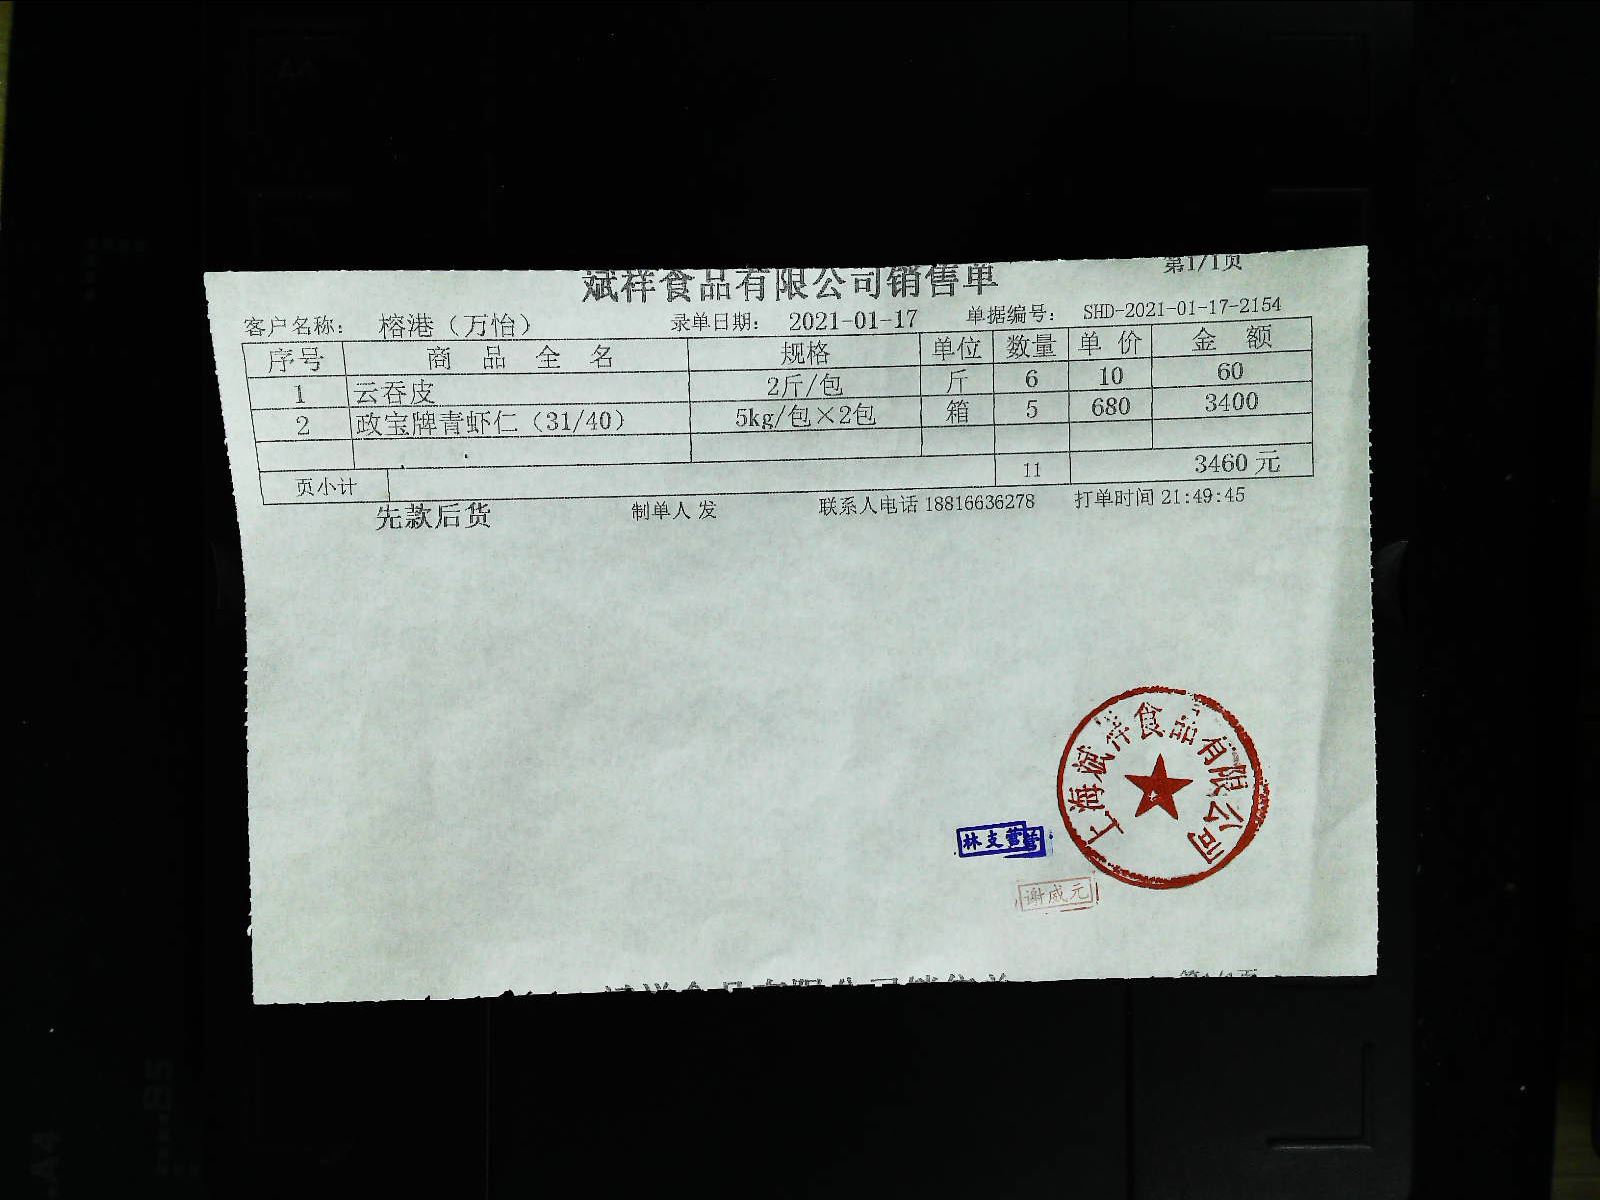 斌祥食品有限公司销售单 第1/1页
客户名称： 榕港（万怡） 录单日期： 2021-01-17 单据编号： SHD-2021-01-17-2154
序号 商 品 全 名 规格 单位 数量 单 价 金 额
1 云吞皮 2斤/包 斤 6 10 60
2 政宝牌青虾仁（31/40） 5kg/包×2包 箱 5 680 3400
页小计 11 3460 元
先款后货 制单人 发 联系人电话 18816636278 打单时间 21:49:45
上海斌祥食品有限公司
林支
谢威元